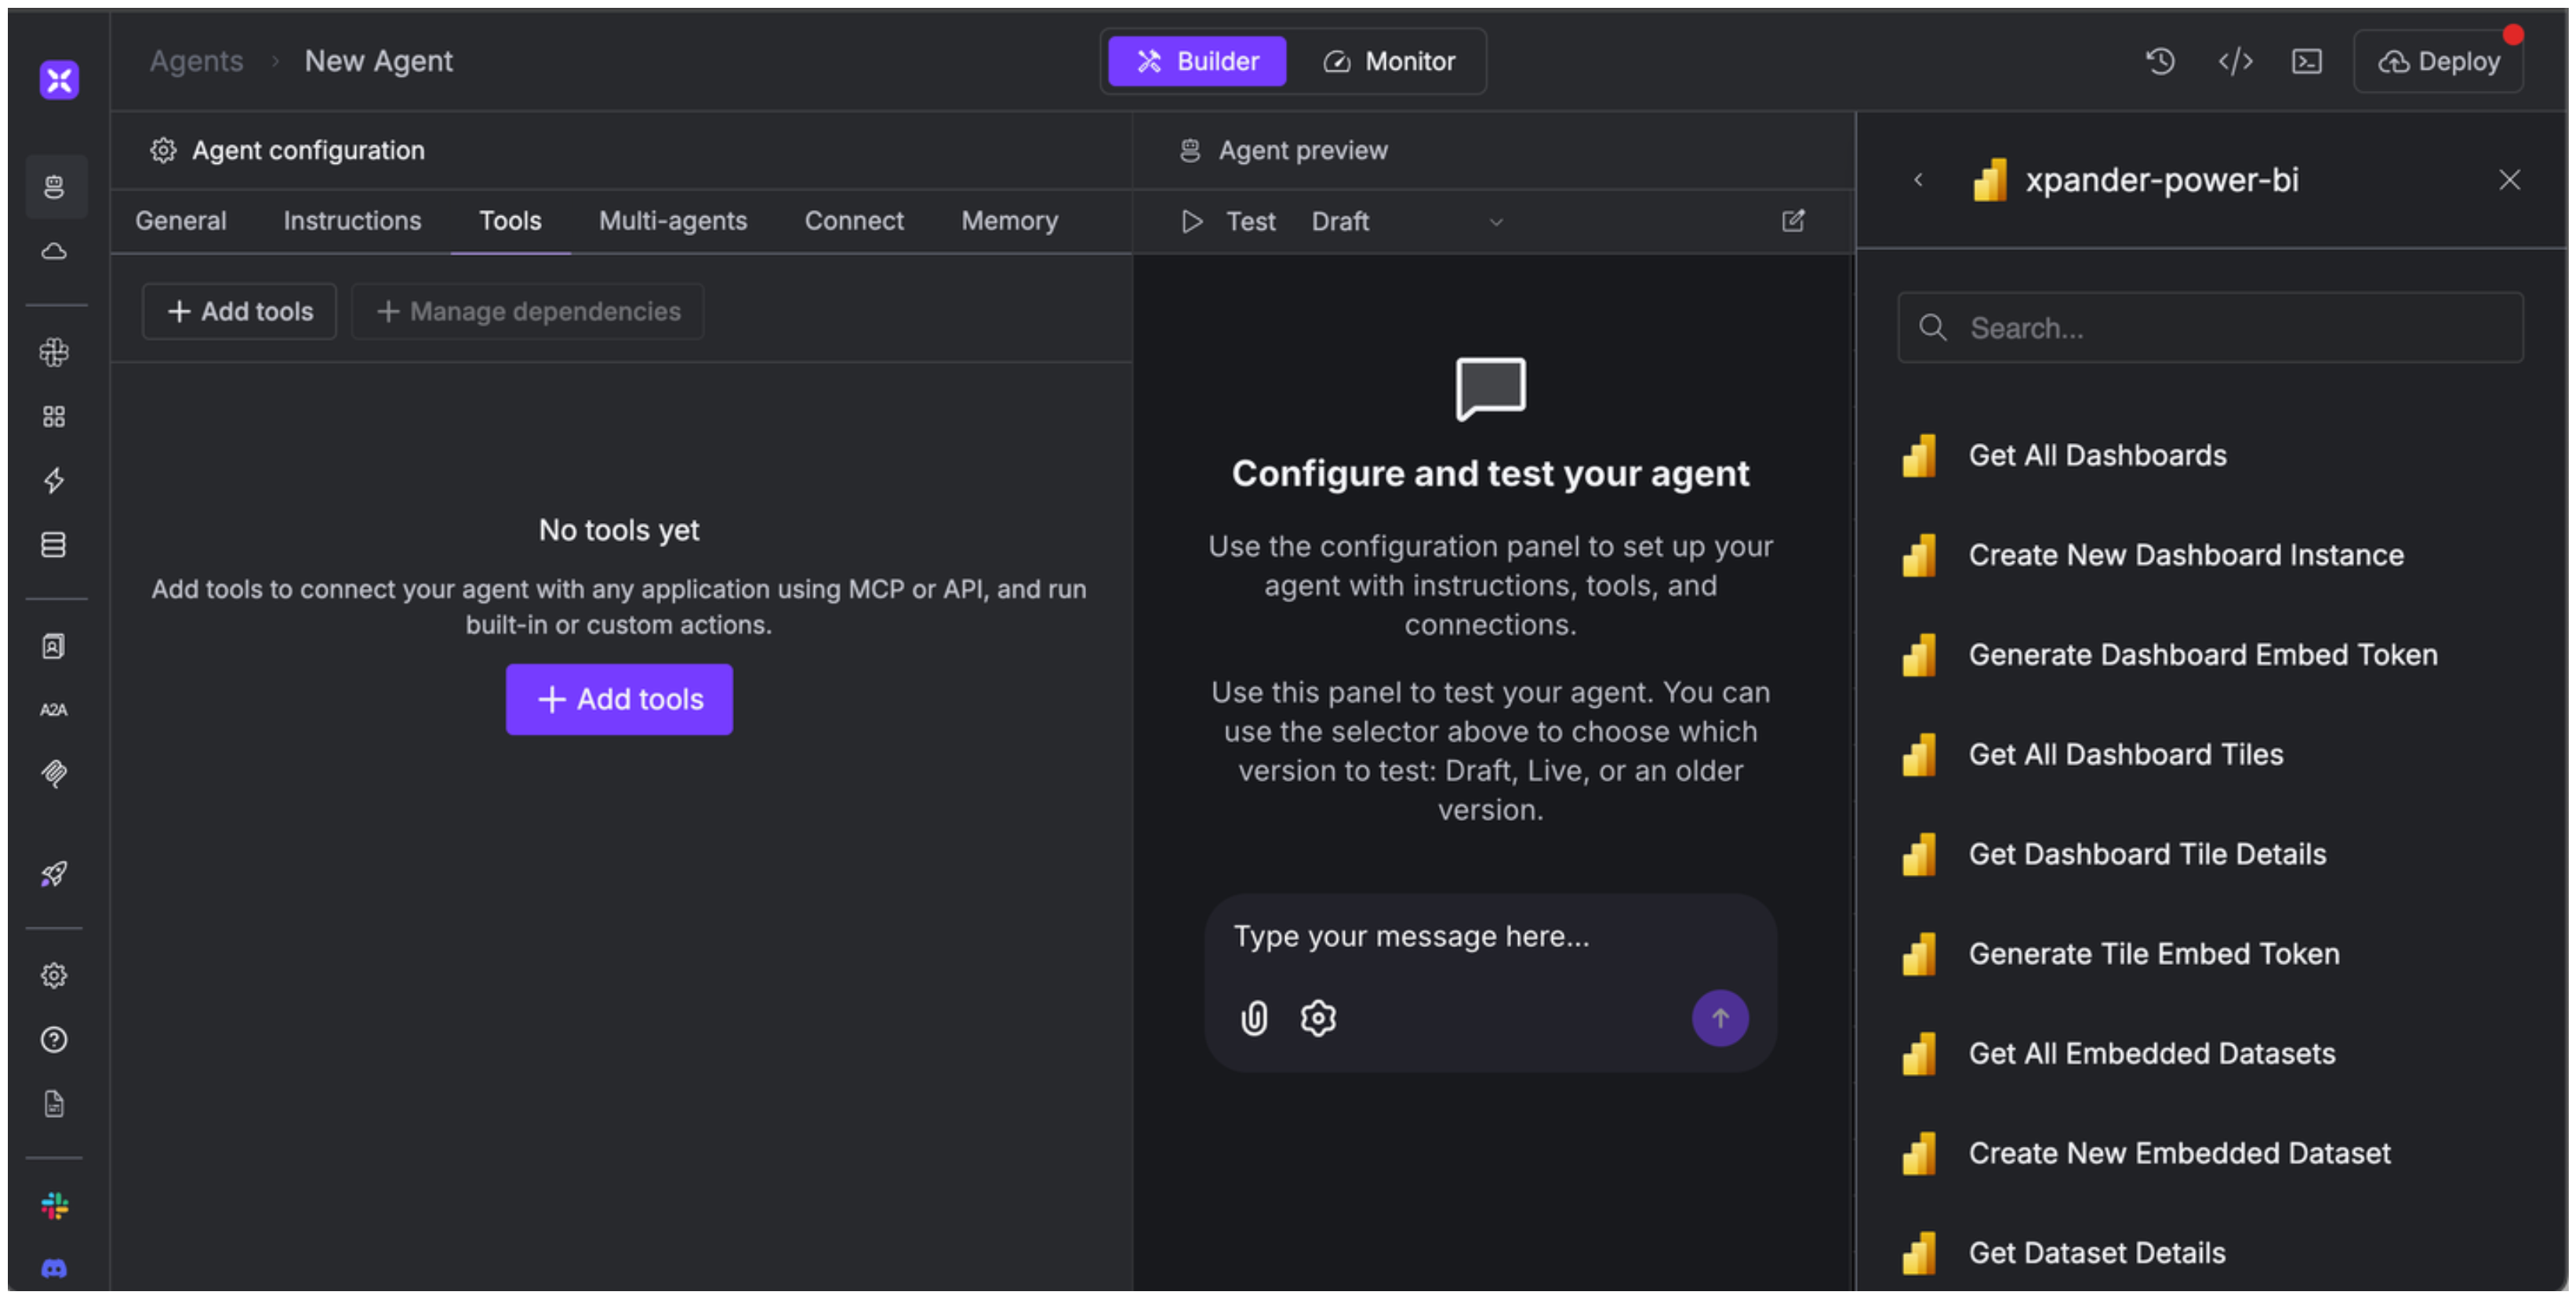 Agents > New Agent
Builder
Monitor
Deploy
Agent configuration
General
Instructions
Tools
Multi-agents
Connect
Memory
+ Add tools
+ Manage dependencies
No tools yet
Add tools to connect your agent with any application using MCP or API, and run
built-in or custom actions.
+ Add tools
A2A
Agent preview
Test
Draft
Configure and test your agent
Use the configuration panel to set up your
agent with instructions, tools, and
connections.
Use this panel to test your agent. You can
use the selector above to choose which
version to test: Draft, Live, or an older
version.
Type your message here...
xpander-power-bi
Search...
Get All Dashboards
Create New Dashboard Instance
Generate Dashboard Embed Token
Get All Dashboard Tiles
Get Dashboard Tile Details
Generate Tile Embed Token
Get All Embedded Datasets
Create New Embedded Dataset
Get Dataset Details